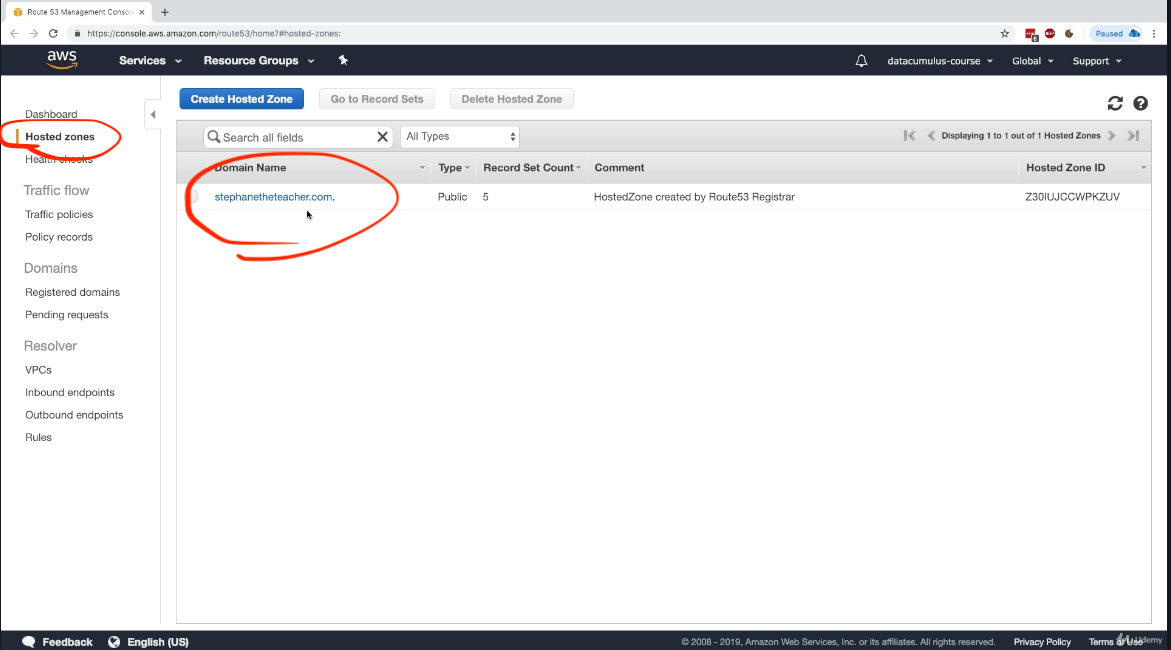 Route 53 Management Console
https://console.aws.amazon.com/route53/home?#hosted-zones:
Paused
aws
Services
Resource Groups
datacumulus-course
Global
Support
Dashboard
Hosted zones
Health checks
Traffic flow
Traffic policies
Policy records
Domains
Registered domains
Pending requests
Resolver
VPCs
Inbound endpoints
Outbound endpoints
Rules
Create Hosted Zone Go to Record Sets Delete Hosted Zone
Search all fields All Types Displaying 1 to 1 out of 1 Hosted Zones
Domain Name Type Record Set Count Comment Hosted Zone ID
stephanetheteacher.com. Public 5 HostedZone created by Route53 Registrar Z30IUJCCWPKZUV
Feedback English (US) © 2008 - 2019, Amazon Web Services, Inc. or its affiliates. All rights reserved. Privacy Policy Terms of Use
Udemy